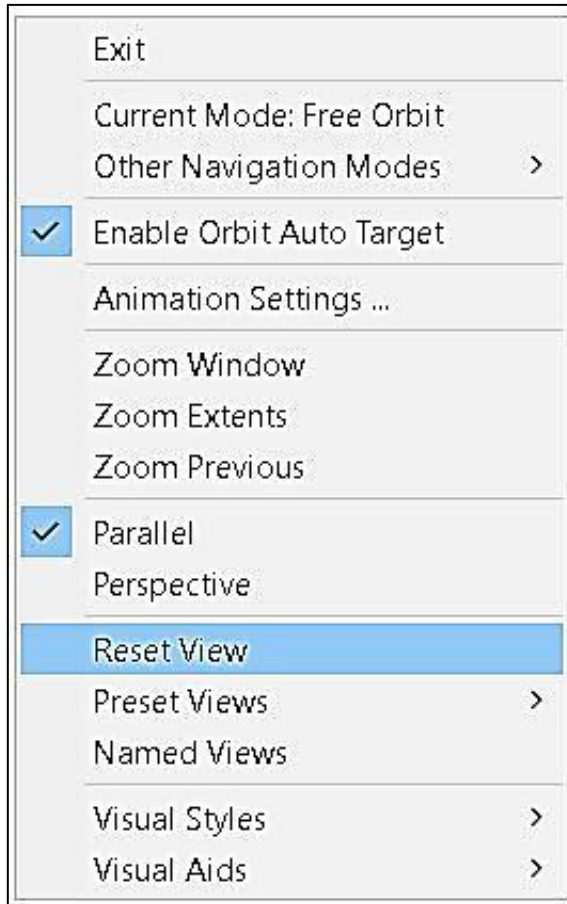 Exit
Current Mode: Free Orbit
Other Navigation Modes
Enable Orbit Auto Target
Animation Settings ...
Zoom Window
Zoom Extents
Zoom Previous
Parallel
Perspective
Reset View
Preset Views
Named Views
Visual Styles
Visual Aids